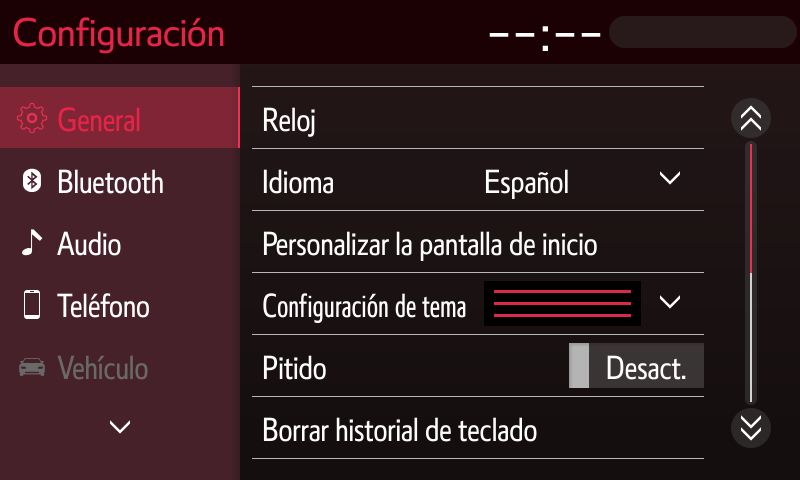 Configuración
--:--
General
Bluetooth
Audio
Teléfono
Vehículo
Reloj
Idioma Español
Personalizar la pantalla de inicio
Configuración de tema
Pitido Desact.
Borrar historial de teclado